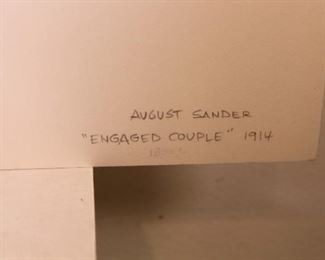 AUGUST SANDER
"ENGAGED COUPLE" 1914